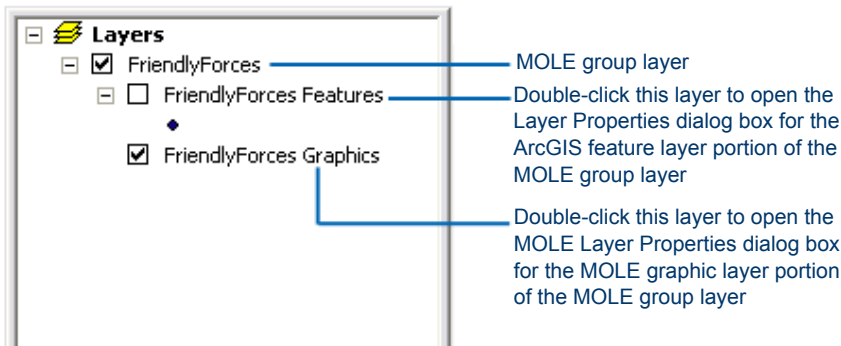 Layers
FriendlyForces
MOLE group layer
FriendlyForces Features
Double-click this layer to open the
Layer Properties dialog box for the
ArcGIS feature layer portion of the
MOLE group layer
FriendlyForces Graphics
Double-click this layer to open the
MOLE Layer Properties dialog box
for the MOLE graphic layer portion
of the MOLE group layer